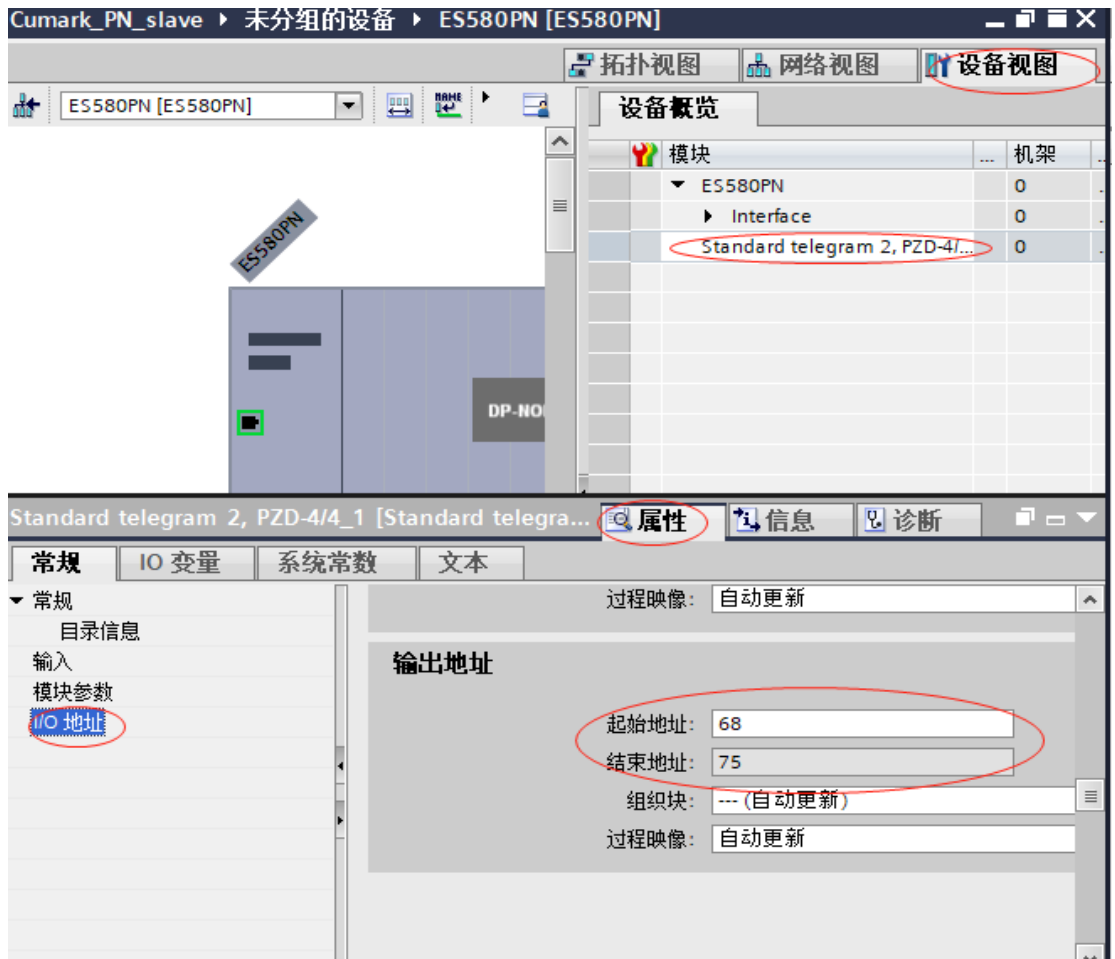 Cumark_PN_slave ▸ 未分组的设备 ▸ ES580PN [ES580PN]
拓扑视图 网络视图 设备视图
ES580PN [ES580PN]
设备概览
模块 ... 机架
ES580PN 0
Interface 0
Standard telegram 2, PZD-4/... 0
ES580PN
DP-NO
Standard telegram 2, PZD-4/4_1 [Standard telegra...
属性 信息 诊断
常规 IO 变量 系统常数 文本
常规
目录信息
输入
模块参数
I/O 地址
过程映像: 自动更新
输出地址
起始地址: 68
结束地址: 75
组织块: --- (自动更新)
过程映像: 自动更新